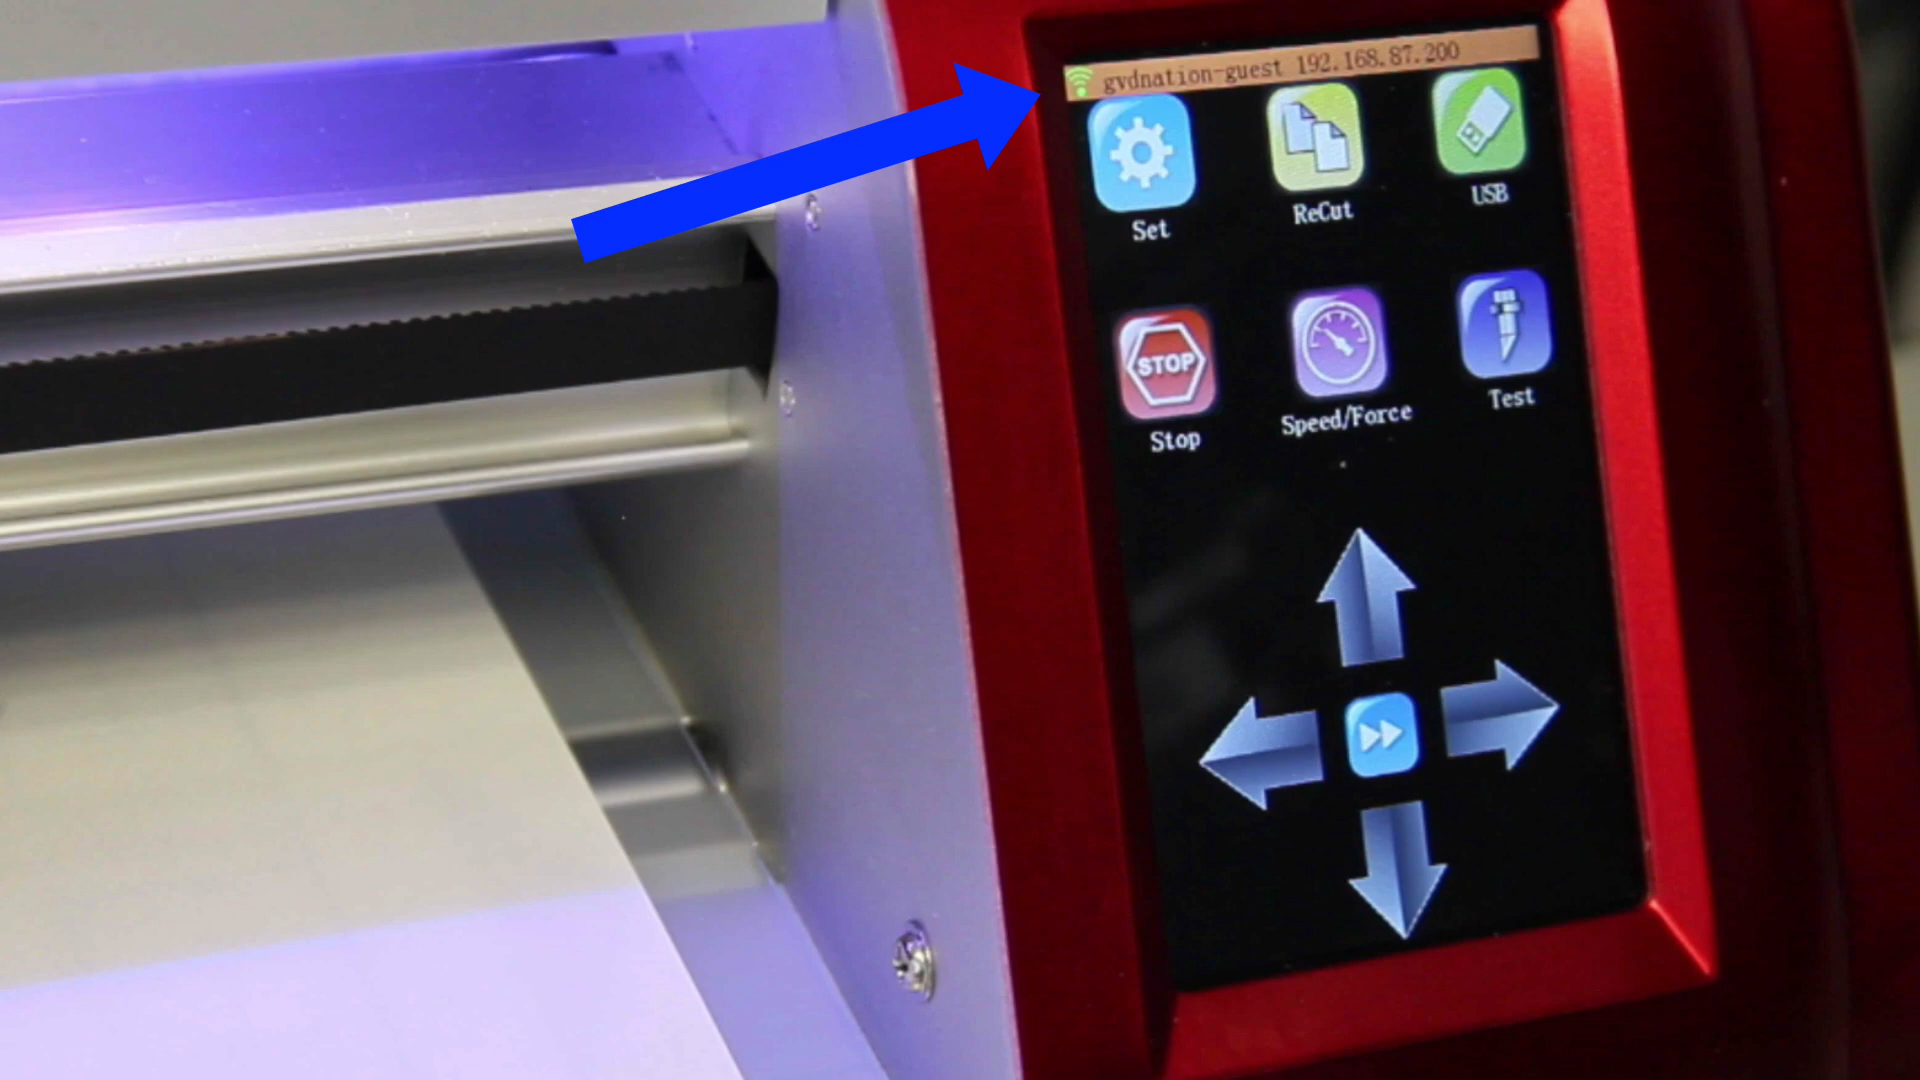 gvdnation-guest 192.168.87.200
Set
ReCut
USB
STOP
Stop
Speed/Force
Test